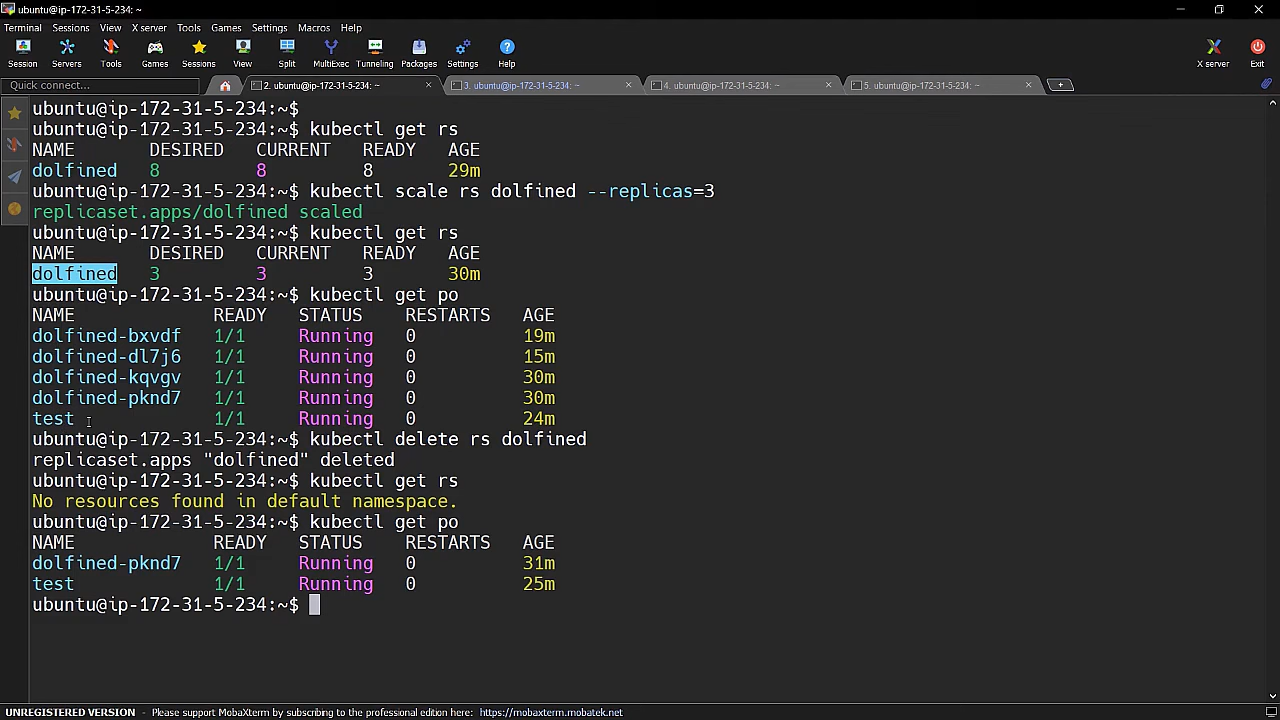 ubuntu@ip-172-31-5-234: ~
Terminal Sessions View X server Tools Games Settings Macros Help
Session Servers Tools Games Sessions View Split MultiExec Tunneling Packages Settings Help X server Exit
Quick connect... 2. ubuntu@ip-172-31-5-234: ~ 3. ubuntu@ip-172-31-5-234: ~ 4. ubuntu@ip-172-31-5-234: ~ 5. ubuntu@ip-172-31-5-234: ~
ubuntu@ip-172-31-5-234:~$
ubuntu@ip-172-31-5-234:~$ kubectl get rs
NAME DESIRED CURRENT READY AGE
dolfined 8 8 8 29m
ubuntu@ip-172-31-5-234:~$ kubectl scale rs dolfined --replicas=3
replicaset.apps/dolfined scaled
ubuntu@ip-172-31-5-234:~$ kubectl get rs
NAME DESIRED CURRENT READY AGE
dolfined 3 3 3 30m
ubuntu@ip-172-31-5-234:~$ kubectl get po
NAME READY STATUS RESTARTS AGE
dolfined-bxvdf 1/1 Running 0 19m
dolfined-dl7j6 1/1 Running 0 15m
dolfined-kqvgv 1/1 Running 0 30m
dolfined-pknd7 1/1 Running 0 30m
test 1/1 Running 0 24m
ubuntu@ip-172-31-5-234:~$ kubectl delete rs dolfined
replicaset.apps "dolfined" deleted
ubuntu@ip-172-31-5-234:~$ kubectl get rs
No resources found in default namespace.
ubuntu@ip-172-31-5-234:~$ kubectl get po
NAME READY STATUS RESTARTS AGE
dolfined-pknd7 1/1 Running 0 31m
test 1/1 Running 0 25m
ubuntu@ip-172-31-5-234:~$
UNREGISTERED VERSION - Please support MobaXterm by subscribing to the professional edition here: https://mobaxterm.mobatek.net